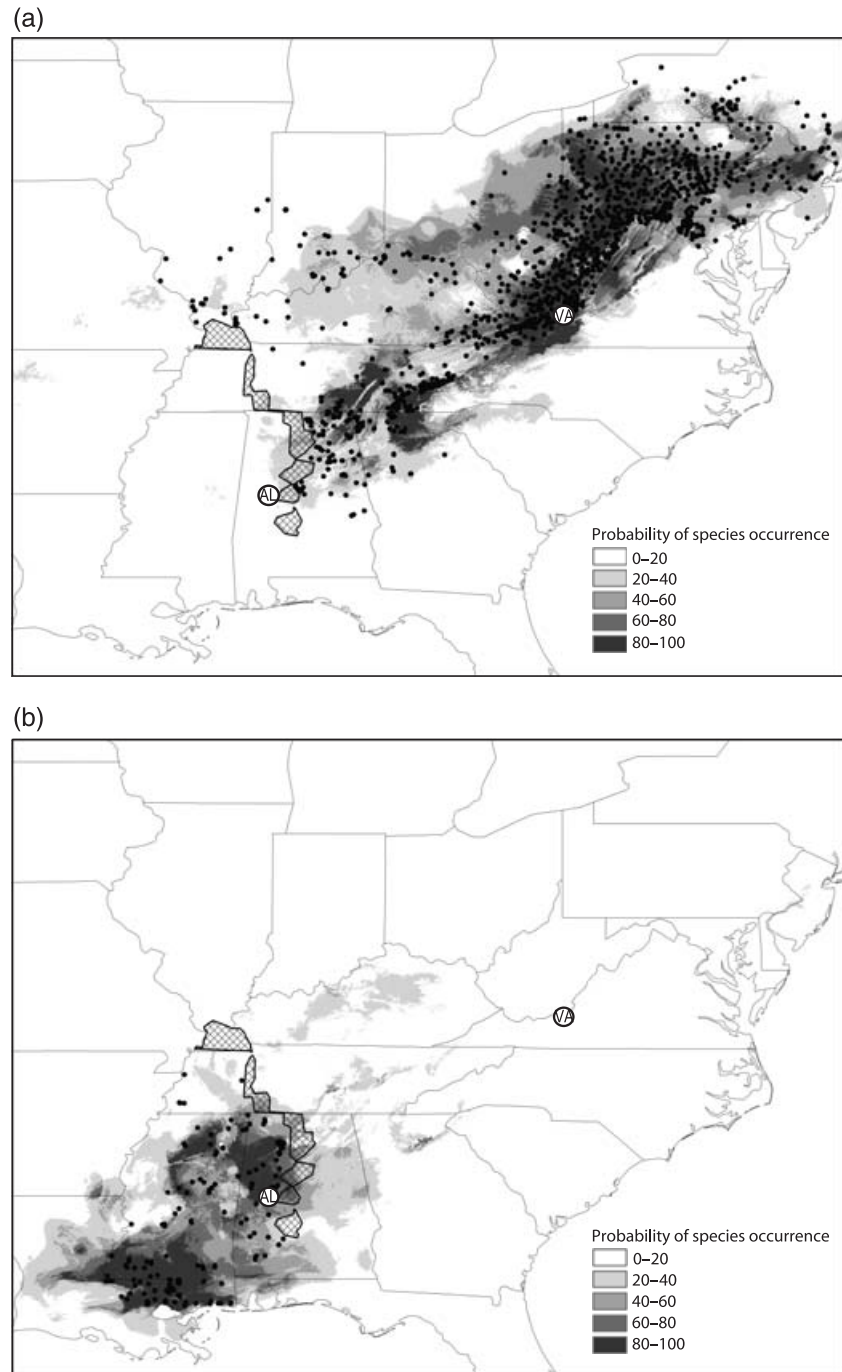 (a)
VA
AL
Probability of species occurrence
0–20
20–40
40–60
60–80
80–100
(b)
VA
AL
Probability of species occurrence
0–20
20–40
40–60
60–80
80–100